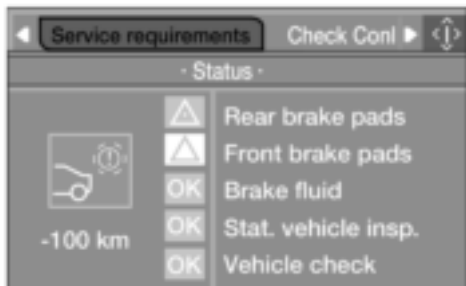 Service requirements Check Conl
- Status -
Rear brake pads
Front brake pads
OK Brake fluid
OK Stat. vehicle insp.
-100 km
OK Vehicle check